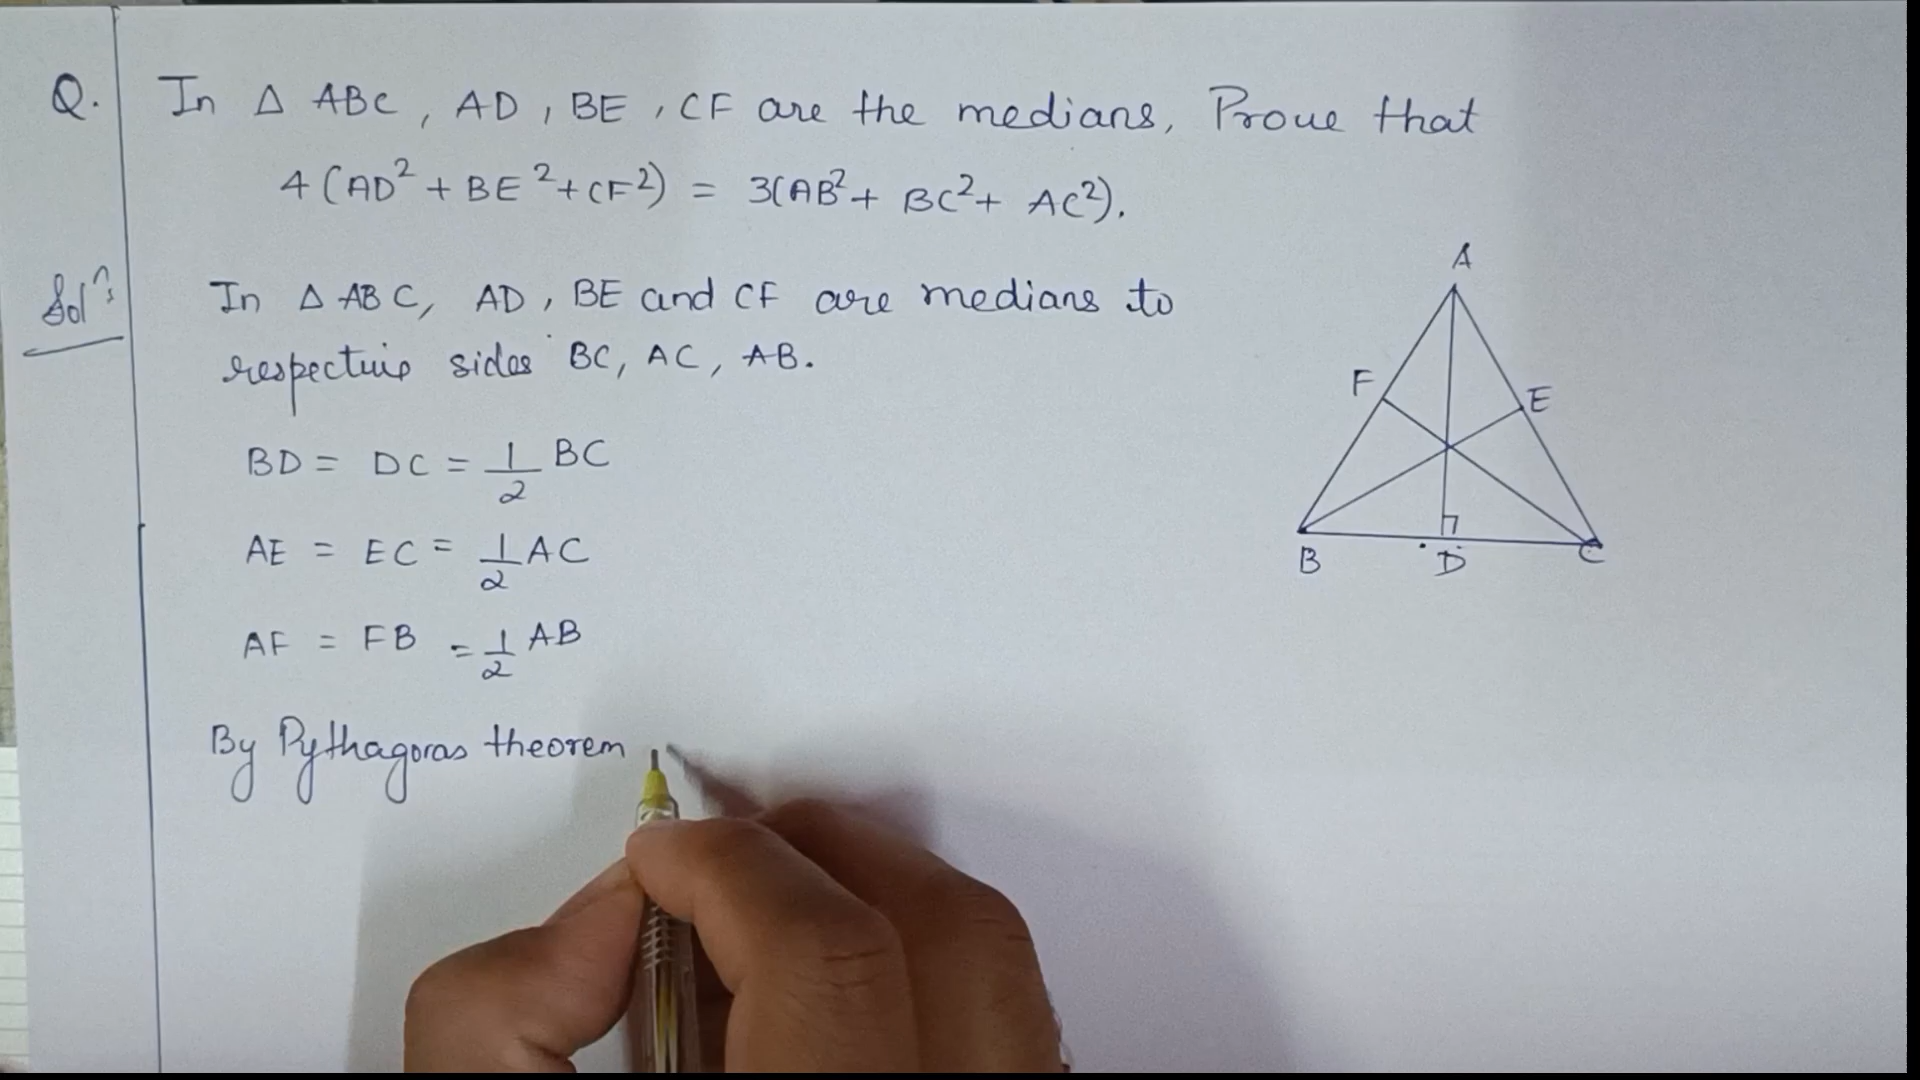 Q. In △ ABC, AD, BE, CF are the medians. Prove that
4(AD²+BE²+CF²) = 3(AB²+ BC²+ AC²).
Solⁿ: In △ ABC, AD, BE and CF are medians to
respective sides BC, AC, AB.
BD = DC = 1/2 BC
AE = EC = 1/2 AC
AF = FB = 1/2 AB
By Pythagoras theorem
A
F
E
B
D
C